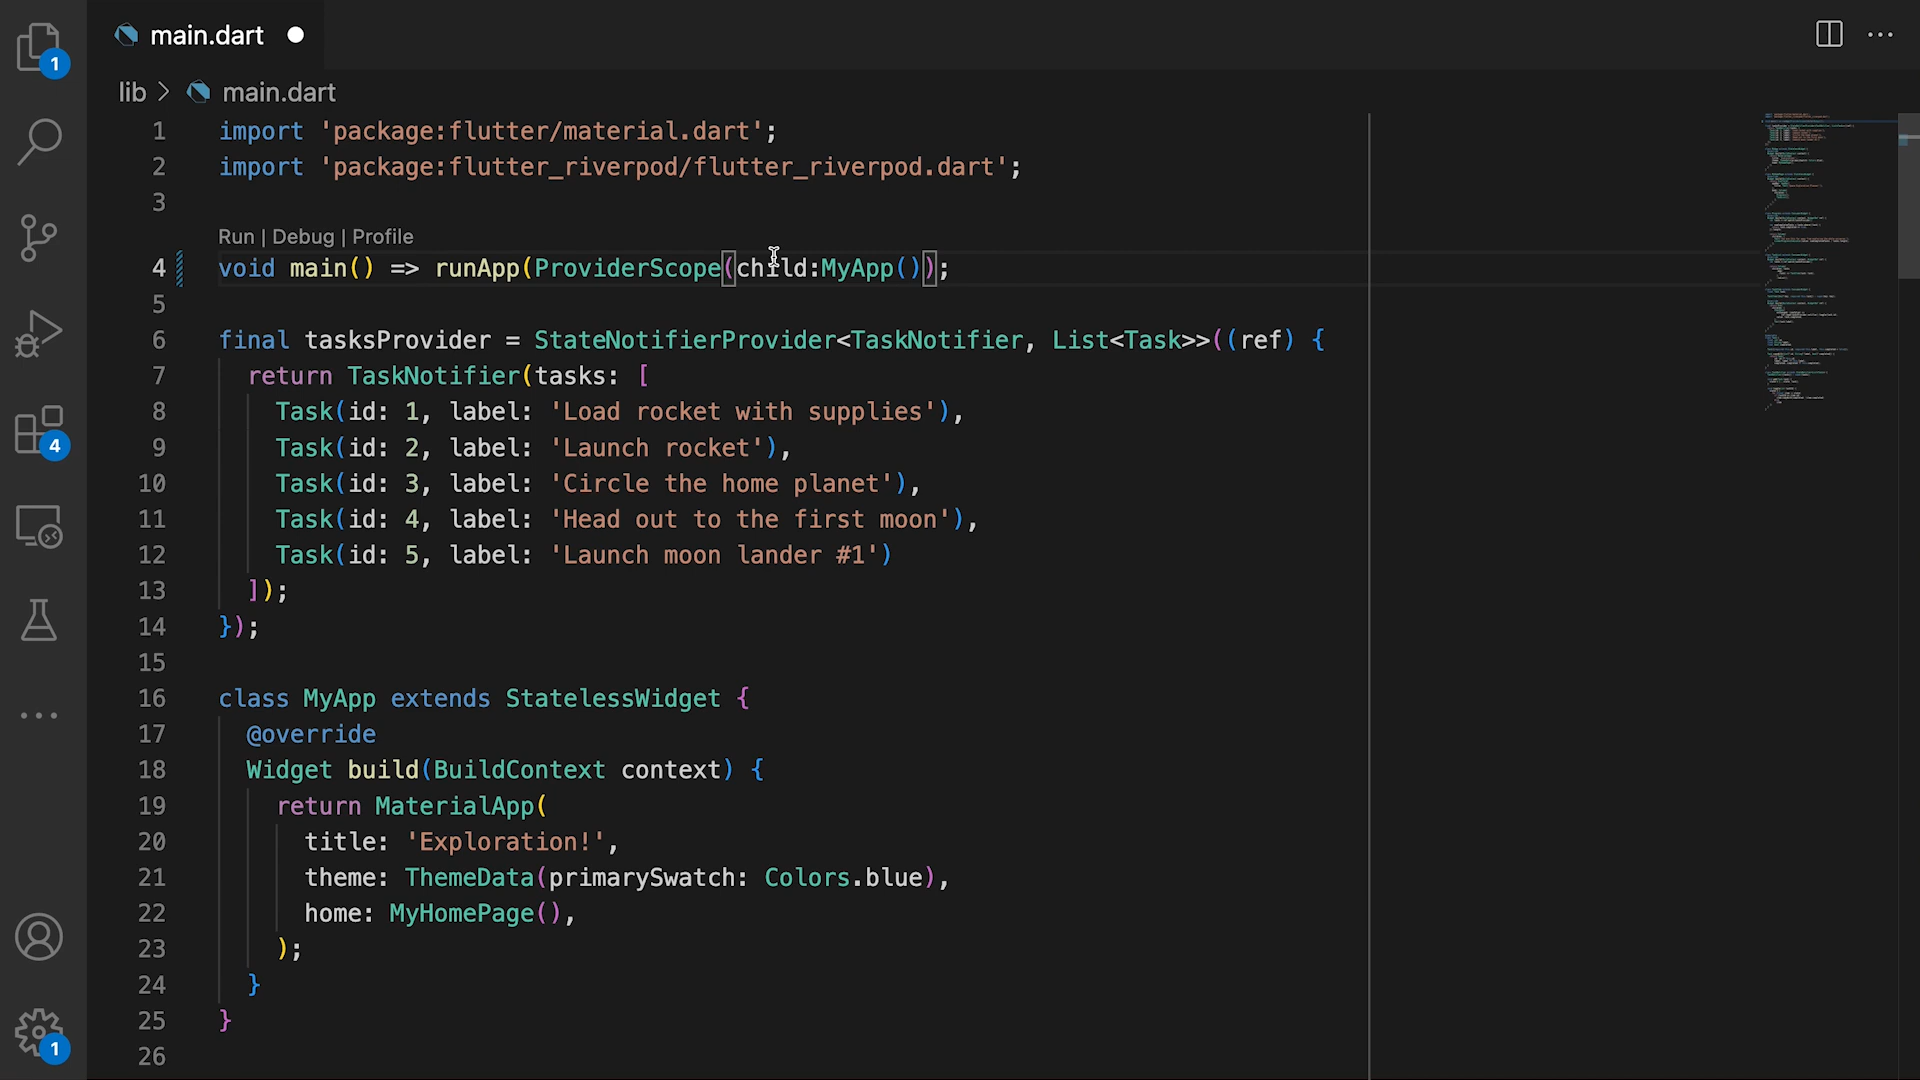 main.dart
1
lib > main.dart
1 import 'package:flutter/material.dart';
2 import 'package:flutter_riverpod/flutter_riverpod.dart';
3
Run | Debug | Profile
4 void main() => runApp(ProviderScope(child:MyApp());
5
6 final tasksProvider = StateNotifierProvider<TaskNotifier, List<Task>>((ref) {
7 return TaskNotifier(tasks: [
8 Task(id: 1, label: 'Load rocket with supplies'),
9 Task(id: 2, label: 'Launch rocket'),
10 Task(id: 3, label: 'Circle the home planet'),
11 Task(id: 4, label: 'Head out to the first moon'),
12 Task(id: 5, label: 'Launch moon lander #1')
13 ]);
14 });
15
16 class MyApp extends StatelessWidget {
17 @override
18 Widget build(BuildContext context) {
19 return MaterialApp(
20 title: 'Exploration!',
21 theme: ThemeData(primarySwatch: Colors.blue),
22 home: MyHomePage(),
23 );
24 }
25 }
26
4
1